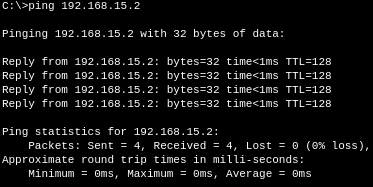 C:\>ping 192.168.15.2
Pinging 192.168.15.2 with 32 bytes of data:
Reply from 192.168.15.2: bytes=32 time<1ms TTL=128
Reply from 192.168.15.2: bytes=32 time<1ms TTL=128
Reply from 192.168.15.2: bytes=32 time<1ms TTL=128
Reply from 192.168.15.2: bytes=32 time<1ms TTL=128
Ping statistics for 192.168.15.2:
    Packets: Sent = 4, Received = 4, Lost = 0 (0% loss),
Approximate round trip times in milli-seconds:
    Minimum = 0ms, Maximum = 0ms, Average = 0ms